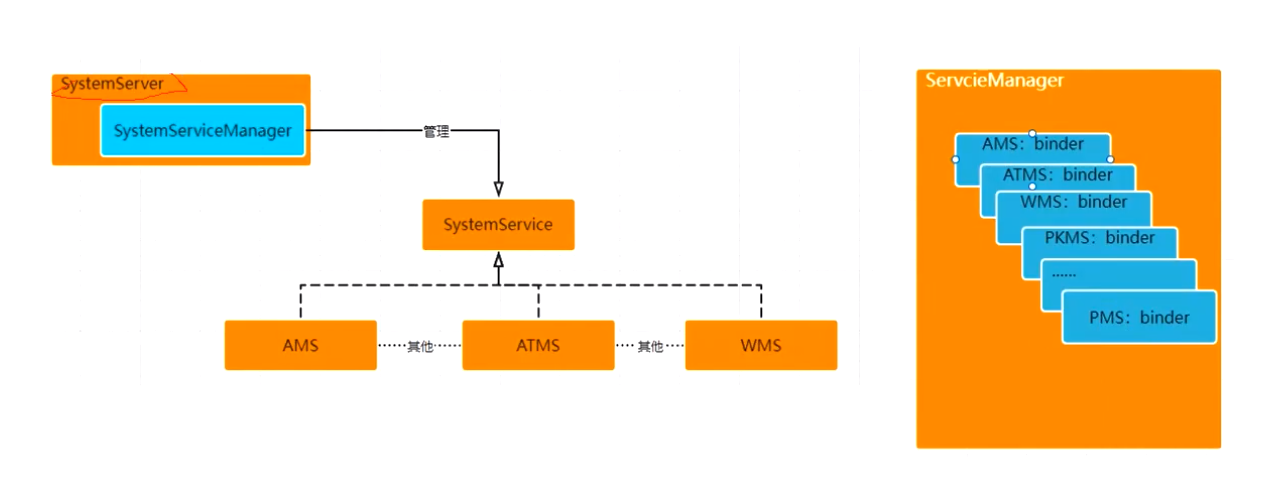 SystemServer
SystemServiceManager
管理
SystemService
AMS
其他
ATMS
其他
WMS
ServcieManager
AMS：binder
ATMS：binder
WMS：binder
PKMS：binder
......
PMS：binder